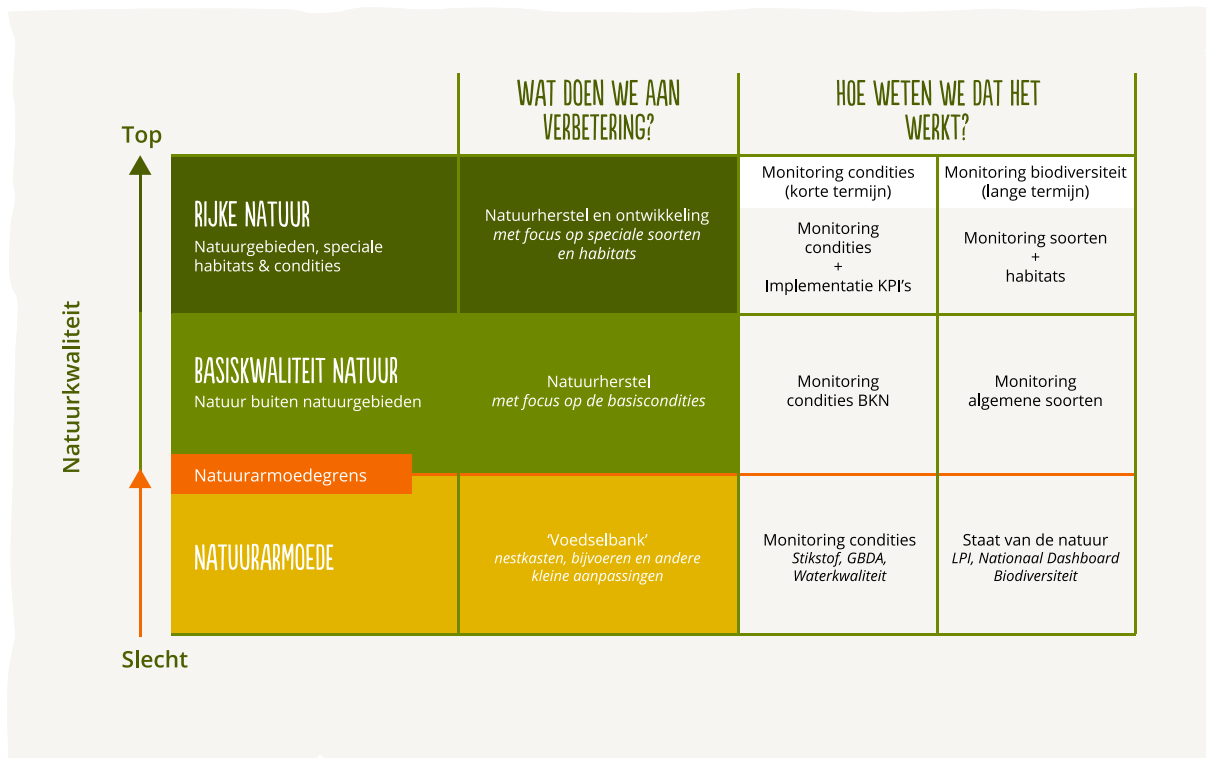 WAT DOEN WE AAN
VERBETERING?
HOE WETEN WE DAT HET
WERKT?
Top
Monitoring condities
(korte termijn)
Monitoring biodiversiteit
(lange termijn)
RIJKE NATUUR
Natuurgebieden, speciale
habitats & condities
Natuurherstel en ontwikkeling
met focus op speciale soorten
en habitats
Monitoring
condities
+
Implementatie KPI’s
Monitoring soorten
+
habitats
Natuurkwaliteit
BASISKWALITEIT NATUUR
Natuur buiten natuurgebieden
Natuurherstel
met focus op de basiscondities
Monitoring
condities BKN
Monitoring
algemene soorten
Natuurarmoedegrens
NATUURARMOEDE
‘Voedselbank’
nestkasten, bijvoeren en andere
kleine aanpassingen
Monitoring condities
Stikstof, GBDA,
Waterkwaliteit
Staat van de natuur
LPI, Nationaal Dashboard
Biodiversiteit
Slecht